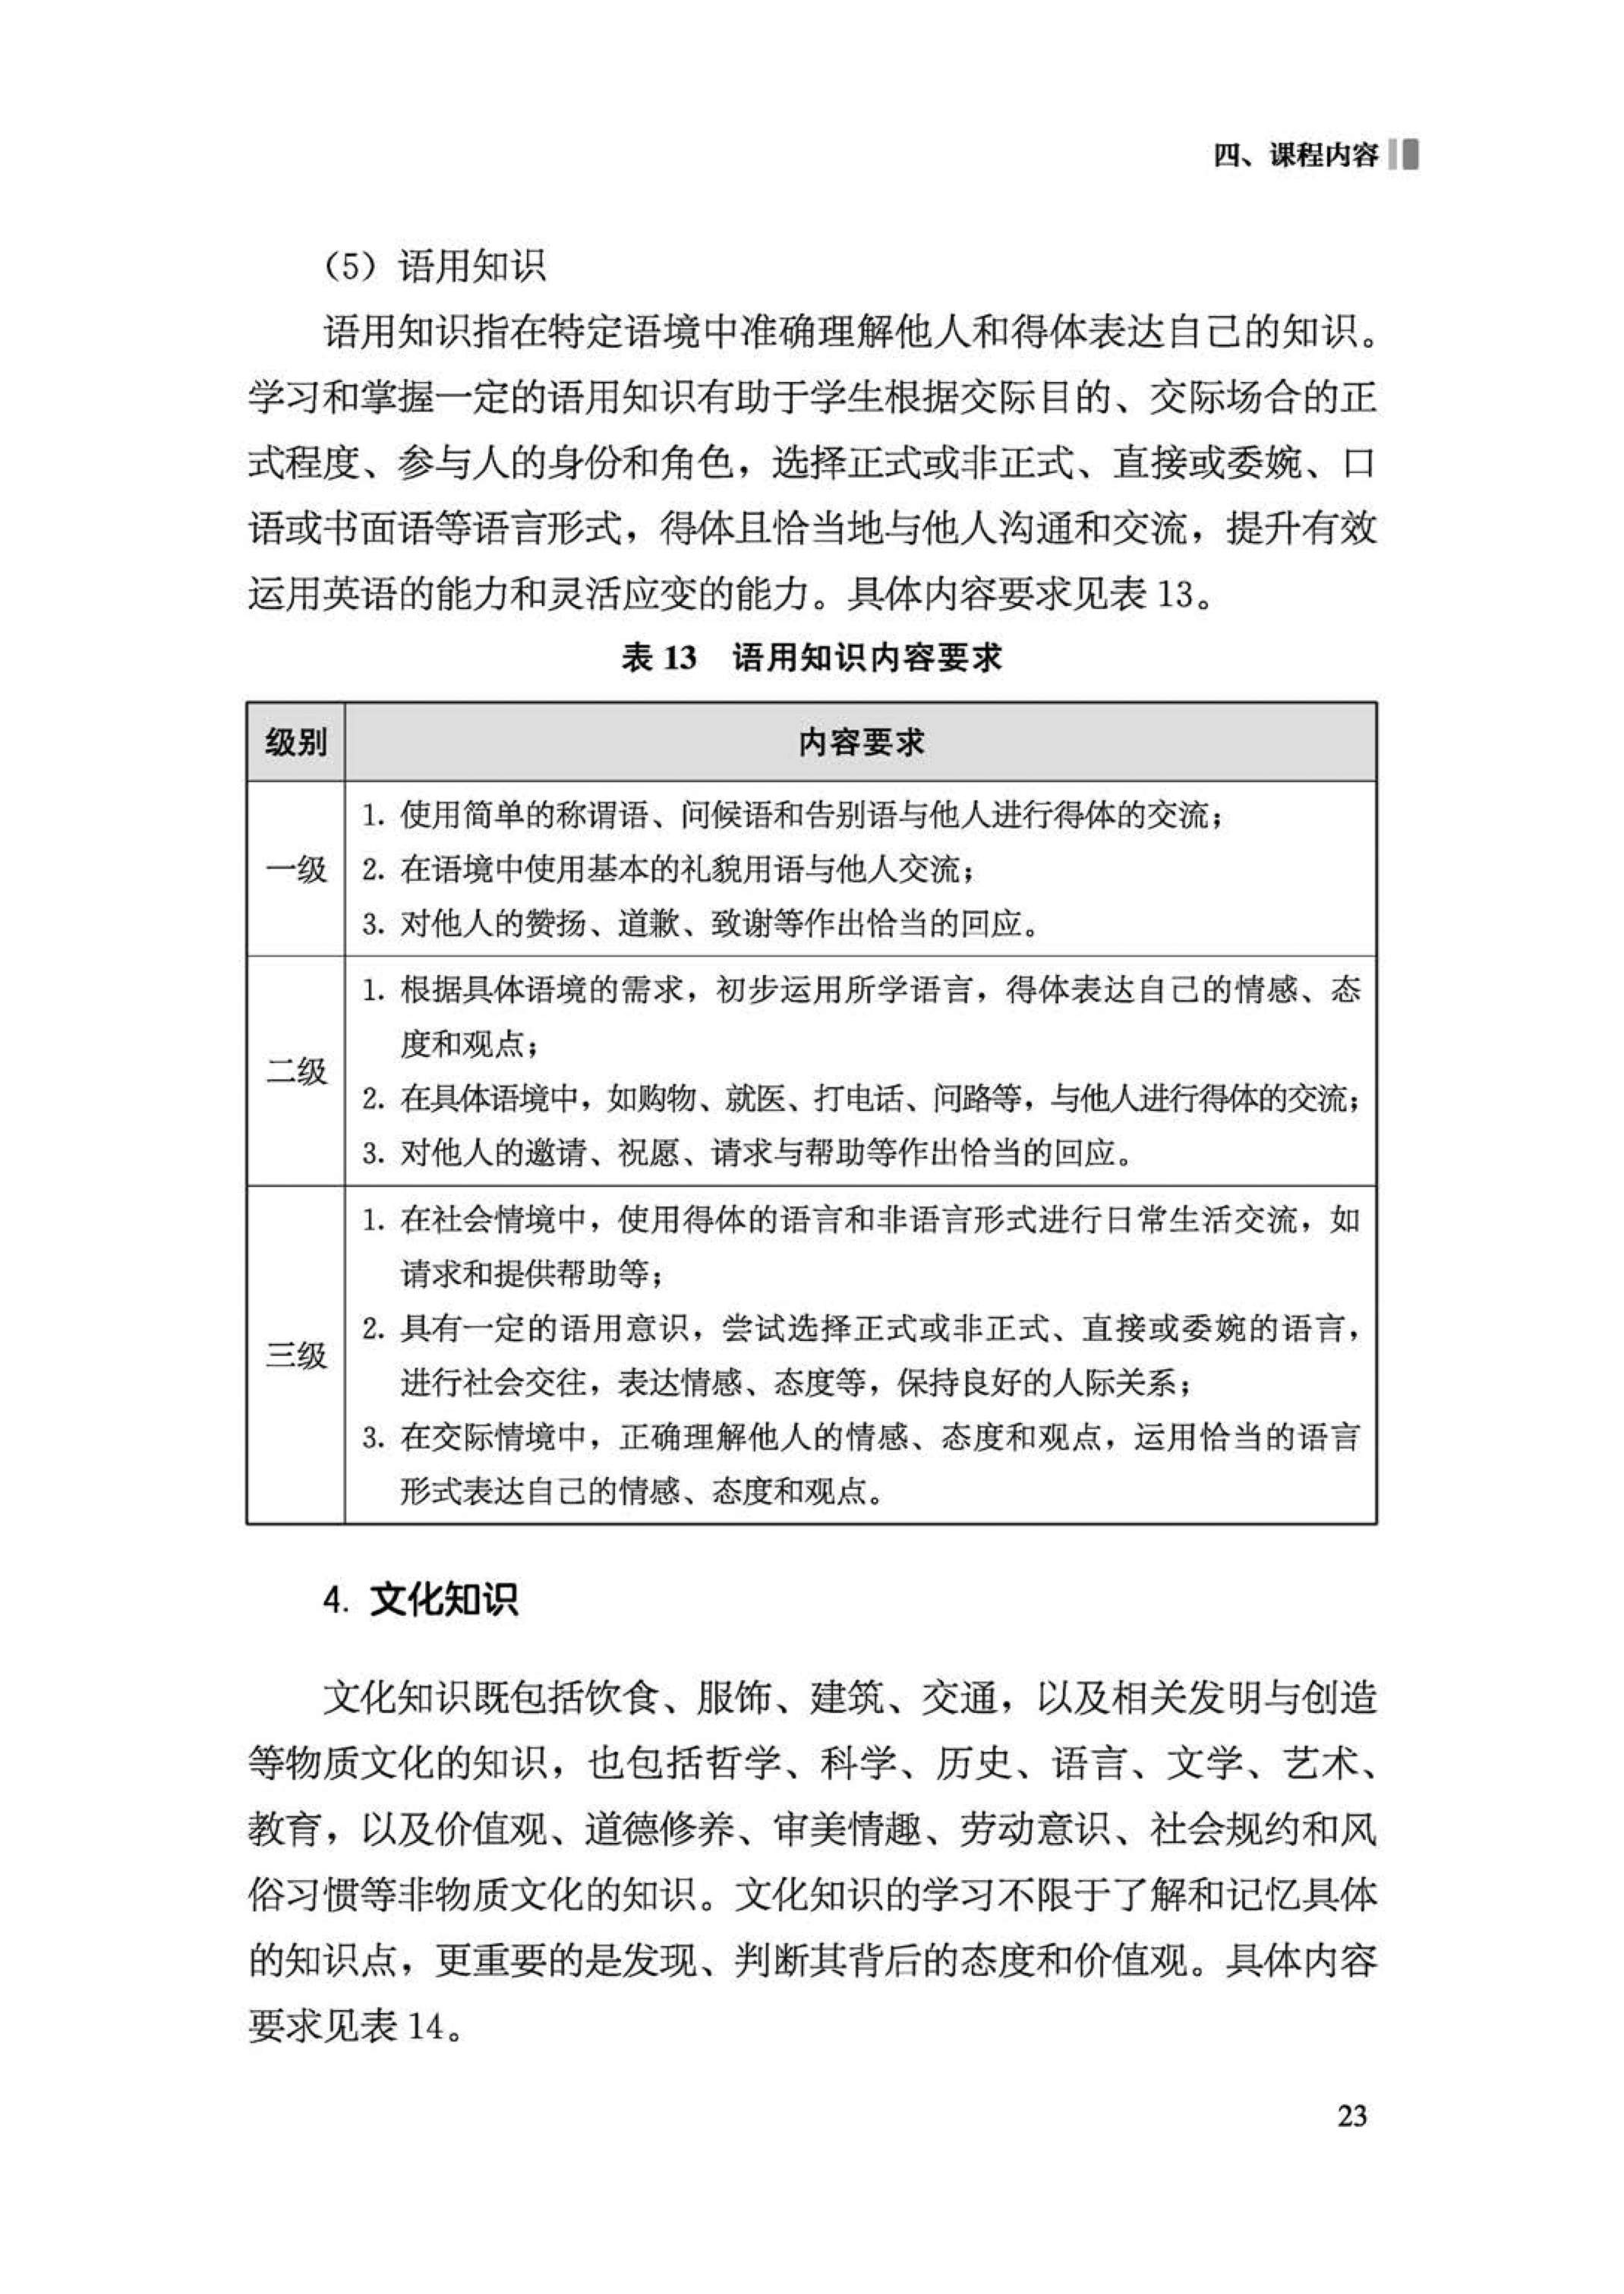 四、课程内容
（5）语用知识
语用知识指在特定语境中准确理解他人和得体表达自己的知识。
学习和掌握一定的语用知识有助于学生根据交际目的、交际场合的正
式程度、参与人的身份和角色，选择正式或非正式、直接或委婉、口
语或书面语等语言形式，得体且恰当地与他人沟通和交流，提升有效
运用英语的能力和灵活应变的能力。具体内容要求见表 13。
表 13 语用知识内容要求
级别 内容要求
一级
1. 使用简单的称谓语、问候语和告别语与他人进行得体的交流；
2. 在语境中使用基本的礼貌用语与他人交流；
3. 对他人的赞扬、道歉、致谢等作出恰当的回应。
二级
1. 根据具体语境的需求，初步运用所学语言，得体表达自己的情感、态
度和观点；
2. 在具体语境中，如购物、就医、打电话、问路等，与他人进行得体的交流；
3. 对他人的邀请、祝愿、请求与帮助等作出恰当的回应。
三级
1. 在社会情境中，使用得体的语言和非语言形式进行日常生活交流，如
请求和提供帮助等；
2. 具有一定的语用意识，尝试选择正式或非正式、直接或委婉的语言，
进行社会交往，表达情感、态度等，保持良好的人际关系；
3. 在交际情境中，正确理解他人的情感、态度和观点，运用恰当的语言
形式表达自己的情感、态度和观点。
4. 文化知识
文化知识既包括饮食、服饰、建筑、交通，以及相关发明与创造
等物质文化的知识，也包括哲学、科学、历史、语言、文学、艺术、
教育，以及价值观、道德修养、审美情趣、劳动意识、社会规约和风
俗习惯等非物质文化的知识。文化知识的学习不限于了解和记忆具体
的知识点，更重要的是发现、判断其背后的态度和价值观。具体内容
要求见表 14。
23